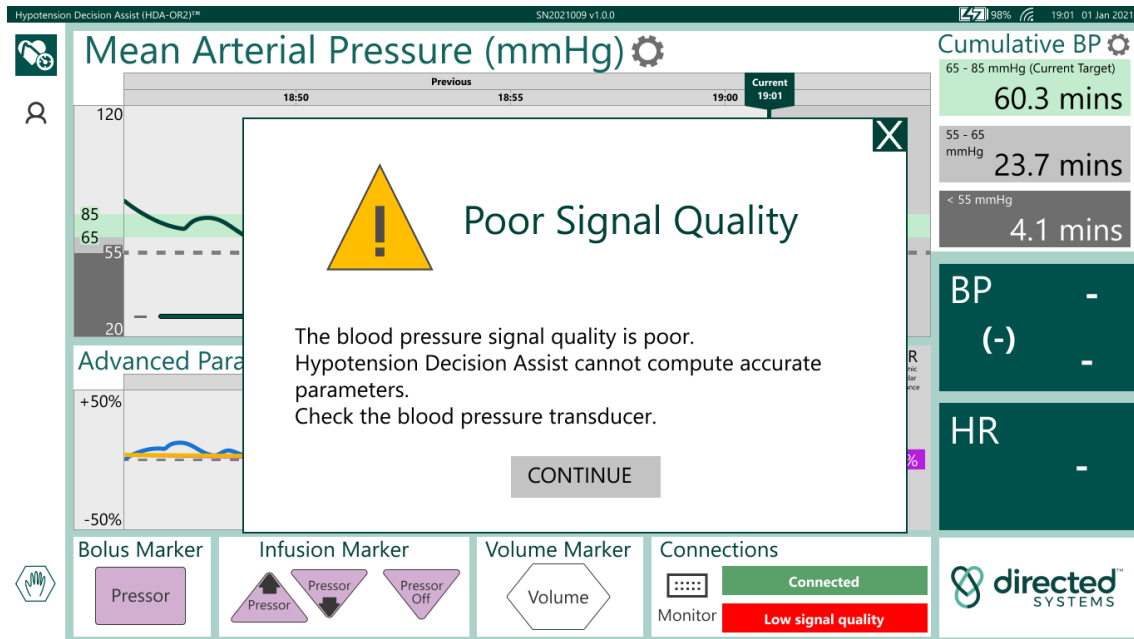 Hypotension Decision Assist (HDA-OR2)™ SN2021009 v1.0.0 98% 19:01 01 Jan 2021
Mean Arterial Pressure (mmHg)
Previous
Current
18:50 18:55 19:00 19:01
120
85
65
55
20
Cumulative BP
65 - 85 mmHg (Current Target)
60.3 mins
55 - 65
mmHg
23.7 mins
< 55 mmHg
4.1 mins
X
!
Poor Signal Quality
The blood pressure signal quality is poor.
Hypotension Decision Assist cannot compute accurate
parameters.
Check the blood pressure transducer.
CONTINUE
Advanced Para
R
+50%
-50%
%
BP -
(-)
-
HR
-
Bolus Marker
Pressor
Infusion Marker
Pressor
Pressor
Pressor
Off
Volume Marker
Volume
Connections
Monitor
Connected
Low signal quality
directed™
SYSTEMS